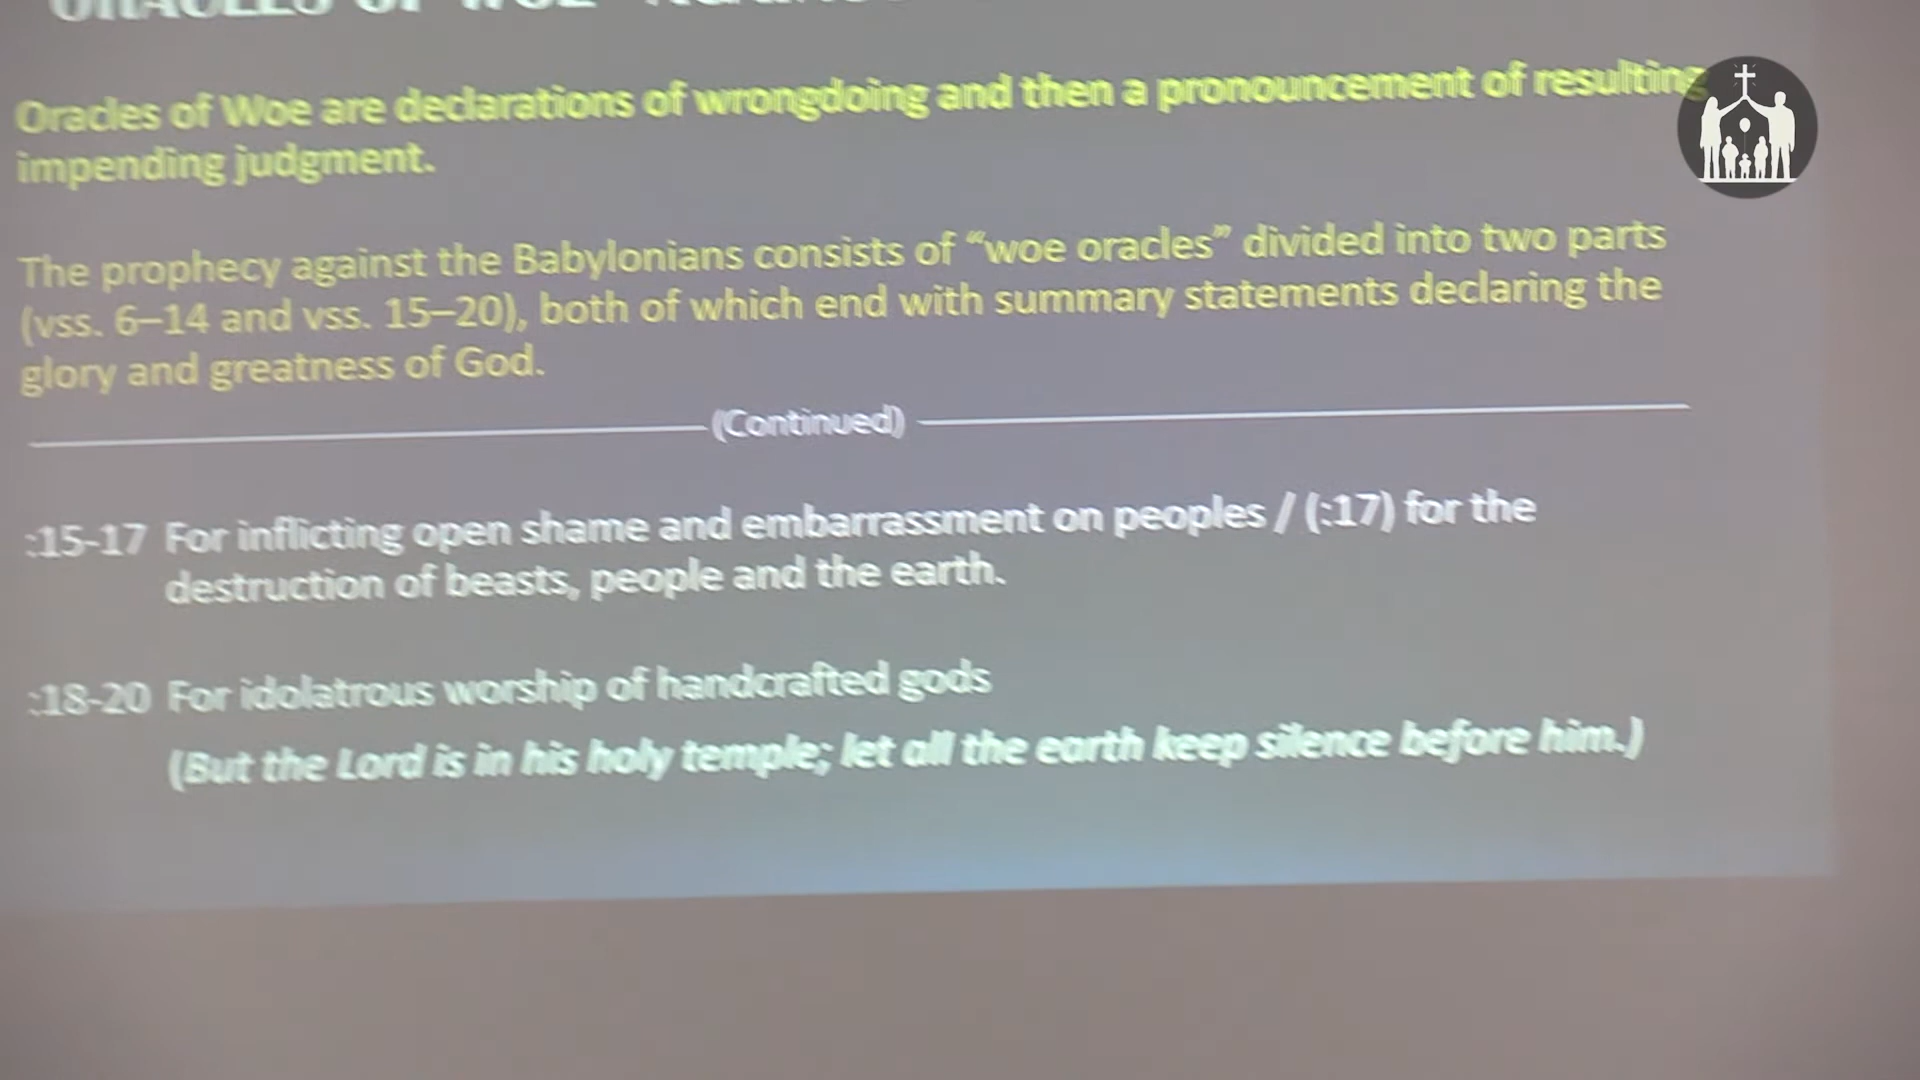 ORACLES OF WOE
Oracles of Woe are declarations of wrongdoing and then a pronouncement of resulting
impending judgment.
The prophecy against the Babylonians consists of “woe oracles” divided into two parts
(vss. 6–14 and vss. 15–20), both of which end with summary statements declaring the
glory and greatness of God.
(Continued)
:15-17 For inflicting open shame and embarrassment on peoples / (:17) for the
destruction of beasts, people and the earth.
:18-20 For idolatrous worship of handcrafted gods
(But the Lord is in his holy temple; let all the earth keep silence before him.)